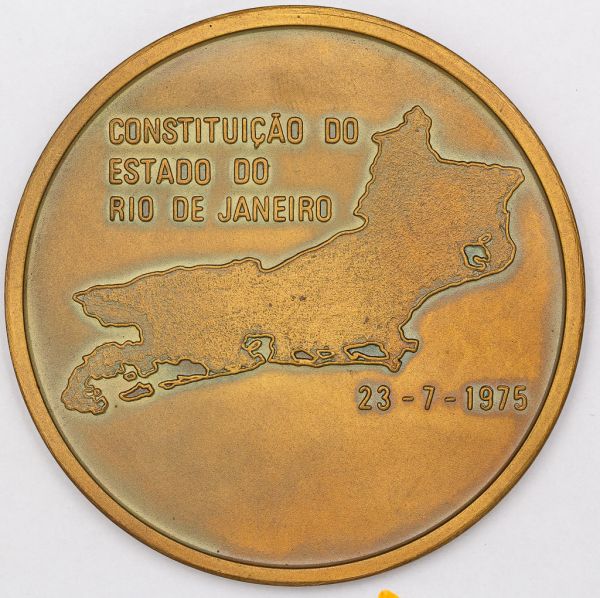 CONSTITUIÇÃO DO
ESTADO DO
RIO DE JANEIRO
23-7-1975